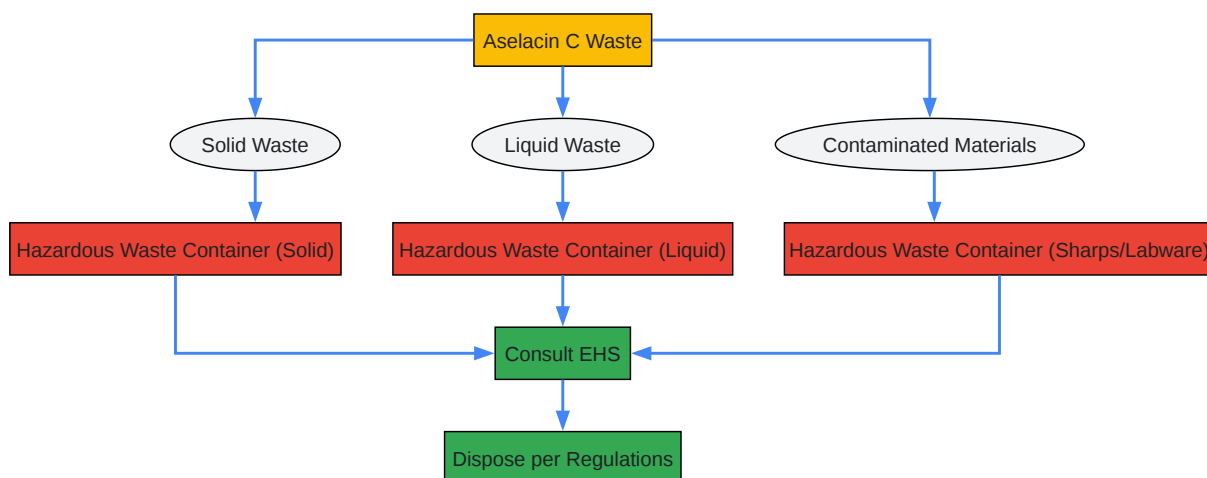 Aselacin C Waste
Solid Waste
Liquid Waste
Contaminated Materials
Hazardous Waste Container (Solid)
Hazardous Waste Container (Liquid)
Hazardous Waste Container (Sharps/Labware)
Consult EHS
Dispose per Regulations